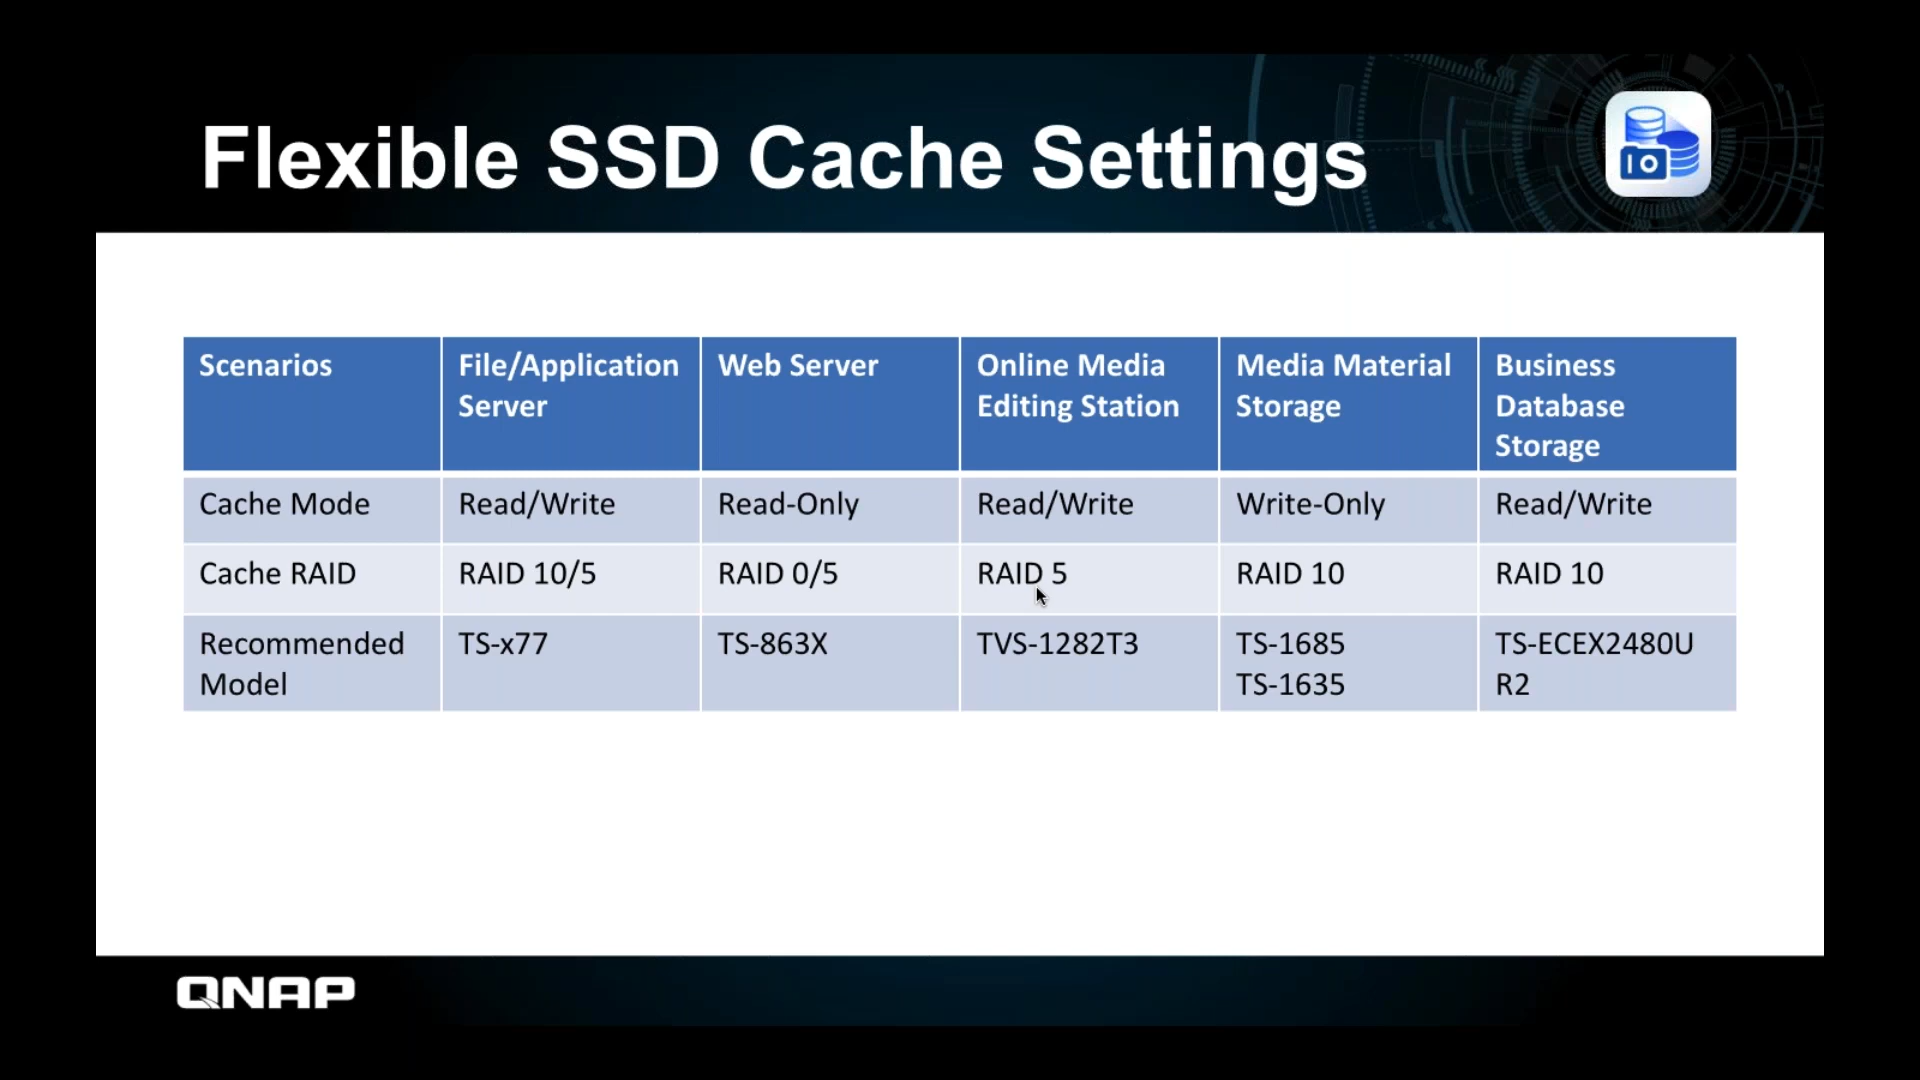 Flexible SSD Cache Settings
IO
Scenarios
File/Application
Server
Web Server
Online Media
Editing Station
Media Material
Storage
Business
Database
Storage
Cache Mode
Read/Write
Read-Only
Read/Write
Write-Only
Read/Write
Cache RAID
RAID 10/5
RAID 0/5
RAID 5
RAID 10
RAID 10
Recommended
Model
TS-x77
TS-863X
TVS-1282T3
TS-1685
TS-1635
TS-ECEX2480U
R2
QNAP